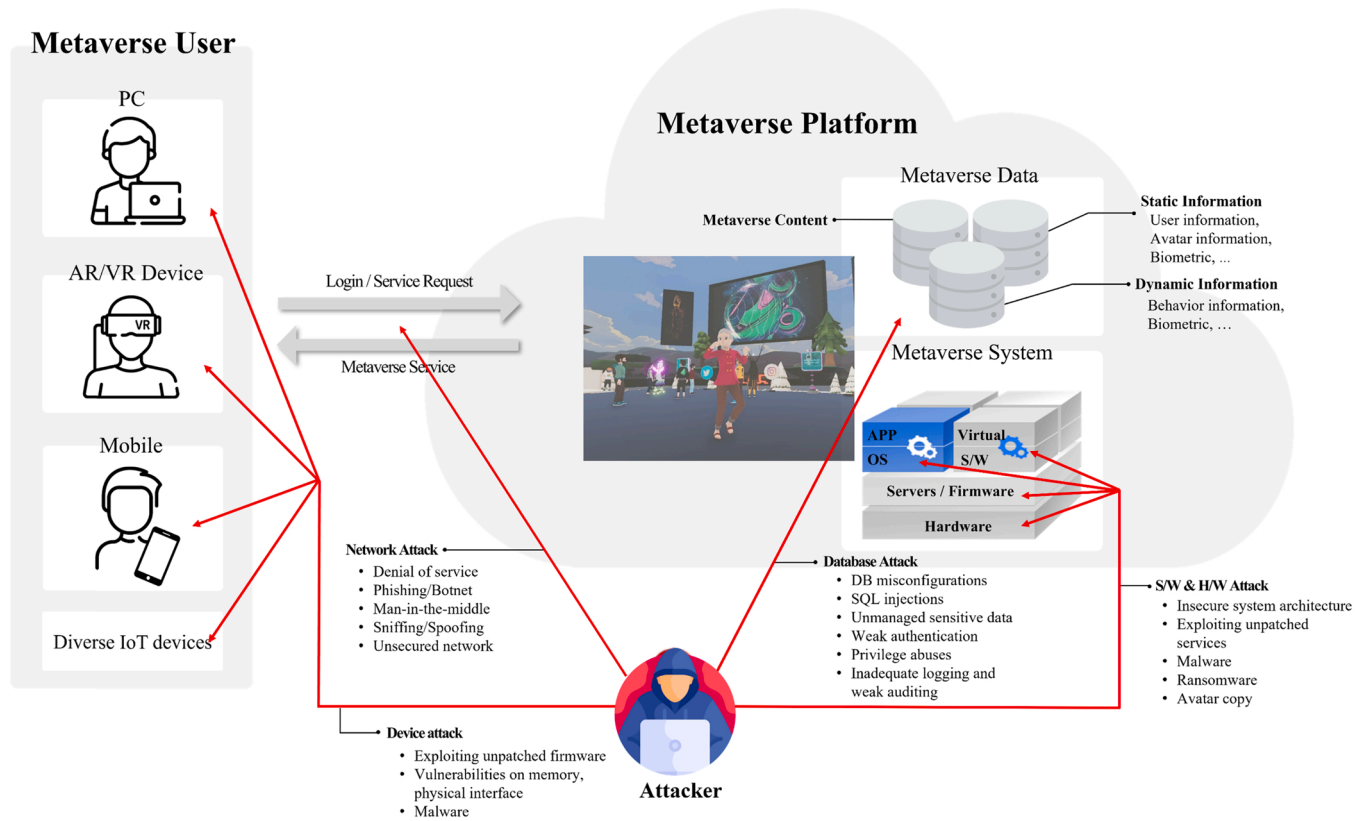 Metaverse User
PC
AR/VR Device
VR
Mobile
Diverse IoT devices
Login / Service Request
Metaverse Service
Metaverse Platform
Metaverse Data
Metaverse Content
Static Information
User information,
Avatar information,
Biometric, ...
Dynamic Information
Behavior information,
Biometric, …
Metaverse System
APP
OS
Virtual
S/W
Servers / Firmware
Hardware
Network Attack
• Denial of service
• Phishing/Botnet
• Man-in-the-middle
• Sniffing/Spoofing
• Unsecured network
Database Attack
• DB misconfigurations
• SQL injections
• Unmanaged sensitive data
• Weak authentication
• Privilege abuses
• Inadequate logging and
weak auditing
S/W & H/W Attack
• Insecure system architecture
• Exploiting unpatched
services
• Malware
• Ransomware
• Avatar copy
Device attack
• Exploiting unpatched firmware
• Vulnerabilities on memory,
physical interface
• Malware
Attacker